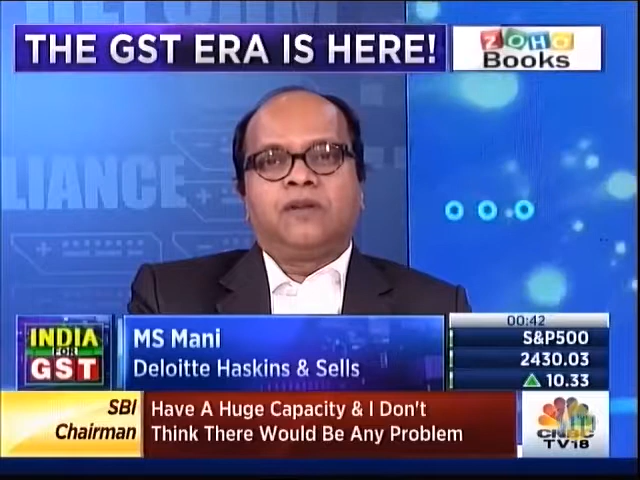 THE GST ERA IS HERE!
ZOHO
Books
LIANCE
INDIA
FOR
GST
MS Mani
Deloitte Haskins & Sells
00:42
S&P500
2430.03
10.33
SBI
Chairman
Have A Huge Capacity & I Don't
Think There Would Be Any Problem
CNBC
TV18